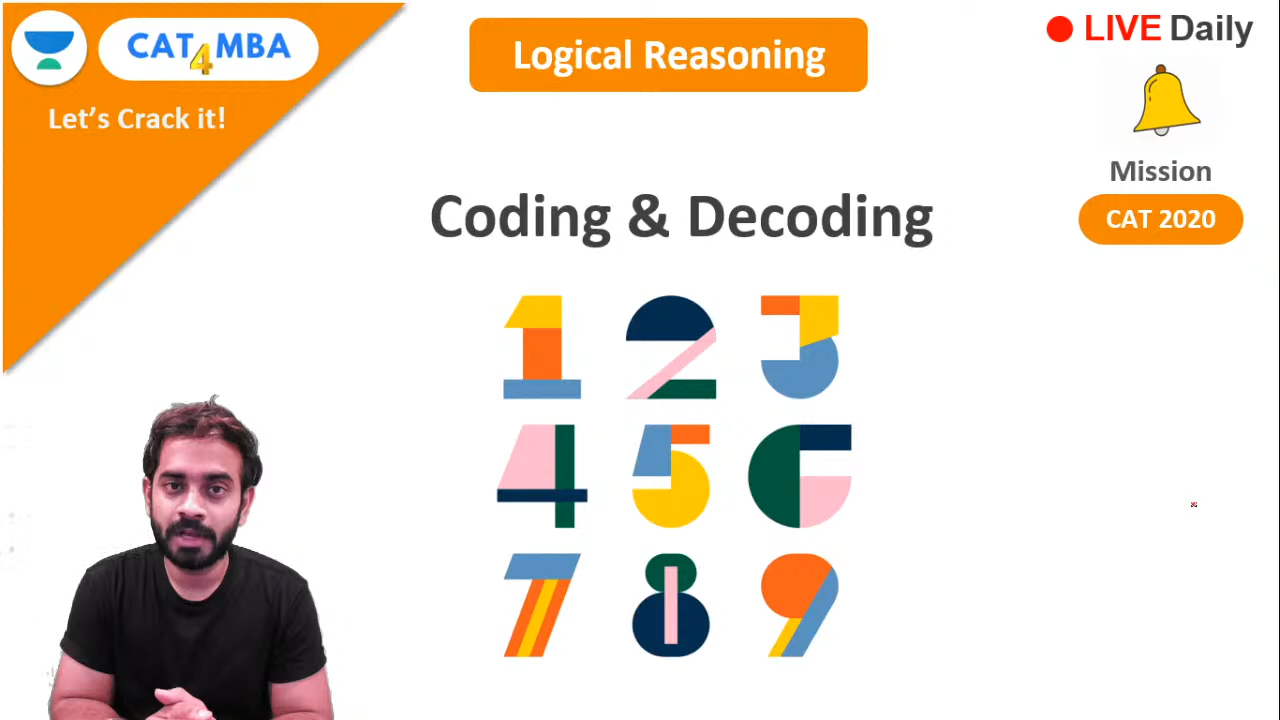 CAT4MBA
Let's Crack it!
Logical Reasoning
LIVE Daily
Mission
CAT 2020
Coding & Decoding
1 2 3
4 5 6
7 8 9